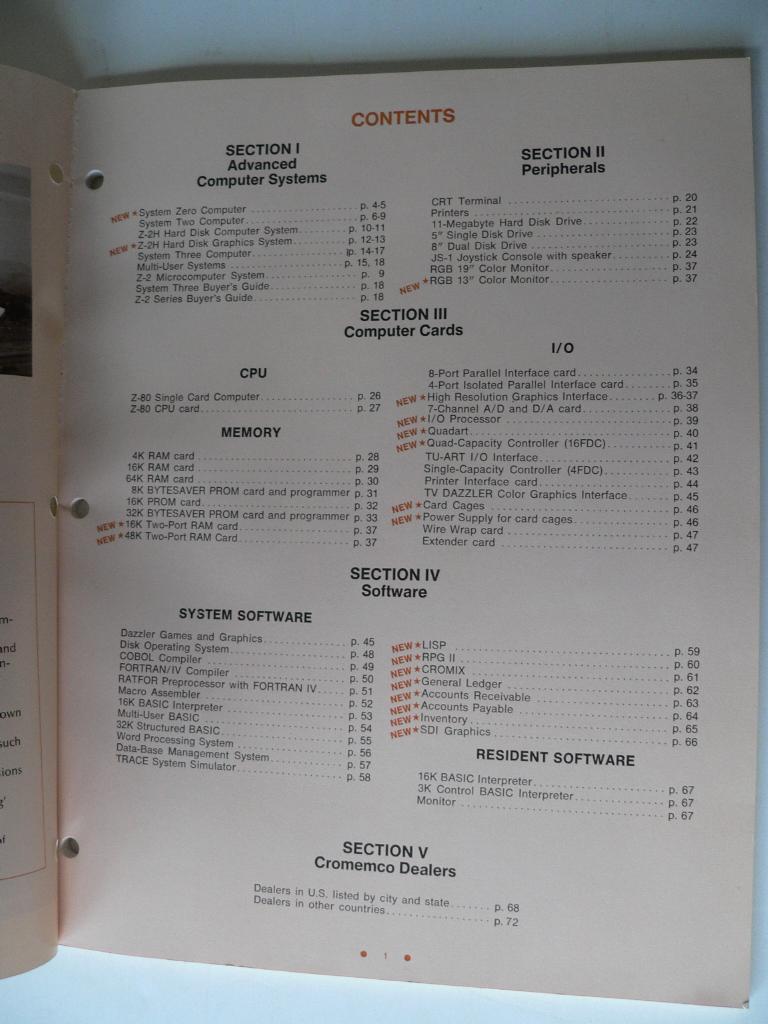 CONTENTS
SECTION I
Advanced
Computer Systems
NEW ★System Zero Computer .................... p. 4-5
System Two Computer.................... p. 6-9
Z-2H Hard Disk Computer System.......... p. 10-11
NEW ★Z-2H Hard Disk Graphics System.......... p. 12-13
System Three Computer.................. p. 14-17
Multi-User Systems .................... p. 15, 18
Z-2 Microcomputer System............... p. 9
System Three Buyer's Guide............. p. 18
Z-2 Series Buyer's Guide............... p. 18
SECTION II
Peripherals
CRT Terminal .......................... p. 20
Printers .............................. p. 21
11-Megabyte Hard Disk Drive............ p. 22
5" Single Disk Drive .................. p. 23
8" Dual Disk Drive .................... p. 23
JS-1 Joystick Console with speaker..... p. 24
RGB 19" Color Monitor.................. p. 37
NEW ★RGB 13" Color Monitor.................. p. 37
SECTION III
Computer Cards
CPU
Z-80 Single Card Computer.............. p. 26
Z-80 CPU card.......................... p. 27
MEMORY
4K RAM card ........................... p. 28
16K RAM card .......................... p. 29
64K RAM card .......................... p. 30
8K BYTESAVER PROM card and programmer p. 31
16K PROM card.......................... p. 32
32K BYTESAVER PROM card and programmer p. 33
NEW ★16K Two-Port RAM card.................. p. 37
NEW ★48K Two-Port RAM Card.................. p. 37
I/O
8-Port Parallel Interface card......... p. 34
4-Port Isolated Parallel Interface card....... p. 35
NEW ★High Resolution Graphics Interface........ p. 36-37
7-Channel A/D and D/A card............. p. 38
NEW ★I/O Processor ......................... p. 39
NEW ★Quadart ............................... p. 40
NEW ★Quad-Capacity Controller (16FDC)....... p. 41
TU-ART I/O Interface................... p. 42
Single-Capacity Controller (4FDC)...... p. 43
Printer Interface card................. p. 44
TV DAZZLER Color Graphics Interface.... p. 45
NEW ★Card Cages ............................ p. 46
NEW ★Power Supply for card cages............ p. 46
Wire Wrap card ........................ p. 47
Extender card ......................... p. 47
SECTION IV
Software
SYSTEM SOFTWARE
Dazzler Games and Graphics............. p. 45
Disk Operating System.................. p. 48
COBOL Compiler ........................ p. 49
FORTRAN/IV Compiler ................... p. 50
RATFOR Preprocessor with FORTRAN IV..... p. 51
Macro Assembler ....................... p. 52
16K BASIC Interpreter.................. p. 53
Multi-User BASIC ...................... p. 54
32K Structured BASIC................... p. 55
Word Processing System ................ p. 56
Data-Base Management System............ p. 57
TRACE System Simulator................. p. 58
NEW ★LISP .................................. p. 59
NEW ★RPG II ................................ p. 60
NEW ★CROMIX ................................ p. 61
NEW ★General Ledger ........................ p. 62
NEW ★Accounts Receivable ................... p. 63
NEW ★Accounts Payable ...................... p. 64
NEW ★Inventory ............................. p. 65
NEW ★SDI Graphics .......................... p. 66
RESIDENT SOFTWARE
16K BASIC Interpreter.................. p. 67
3K Control BASIC Interpreter........... p. 67
Monitor ............................... p. 67
SECTION V
Cromemco Dealers
Dealers in U.S. listed by city and state....... p. 68
Dealers in other countries............. p. 72
● 1 ●
m-
and
n-
own
such
ions
g'
of